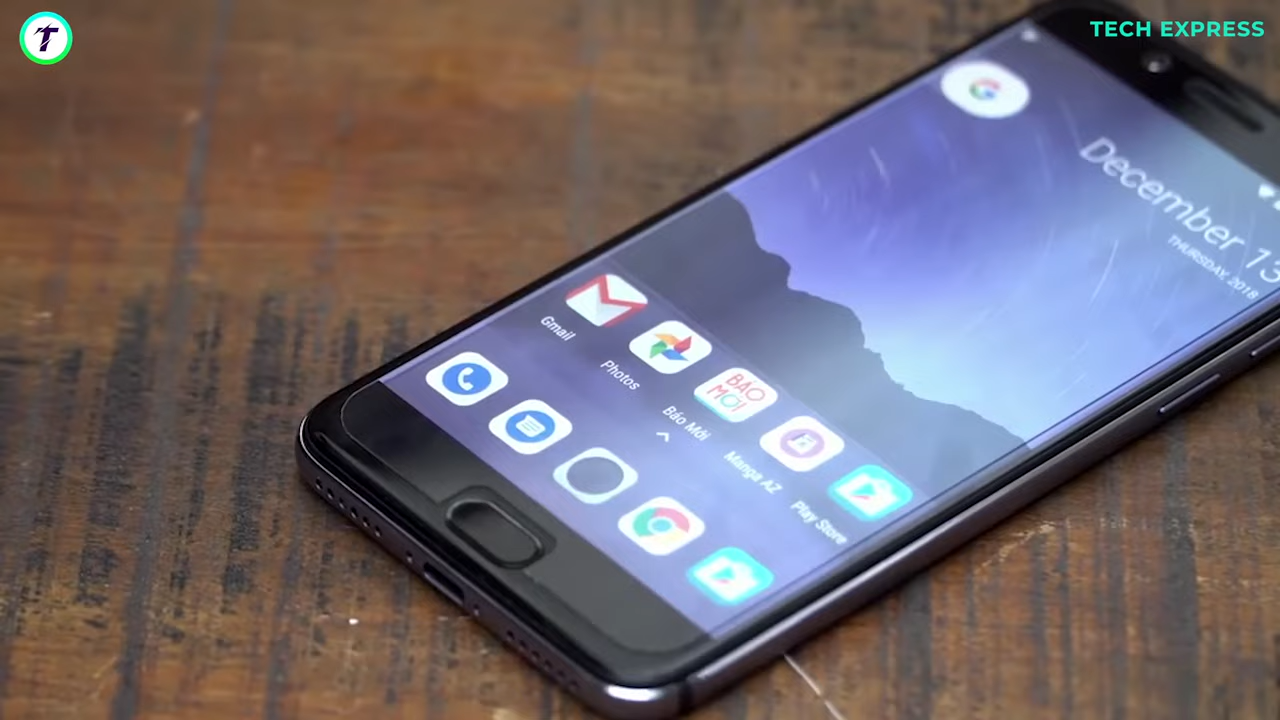 TECH EXPRESS
December 13
THURSDAY, 2018
Gmail
Photos
BÁO
MỚI
Báo Mới
Manga AZ
Play Store